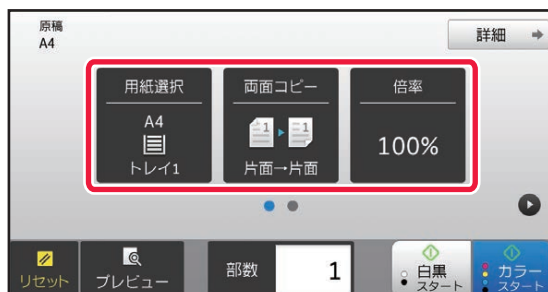 原稿
A4
詳細
用紙選択
A4
トレイ1
両面コピー
1 1
片面→片面
倍率
100%
リセット
プレビュー
部数
1
白黒
スタート
カラー
スタート